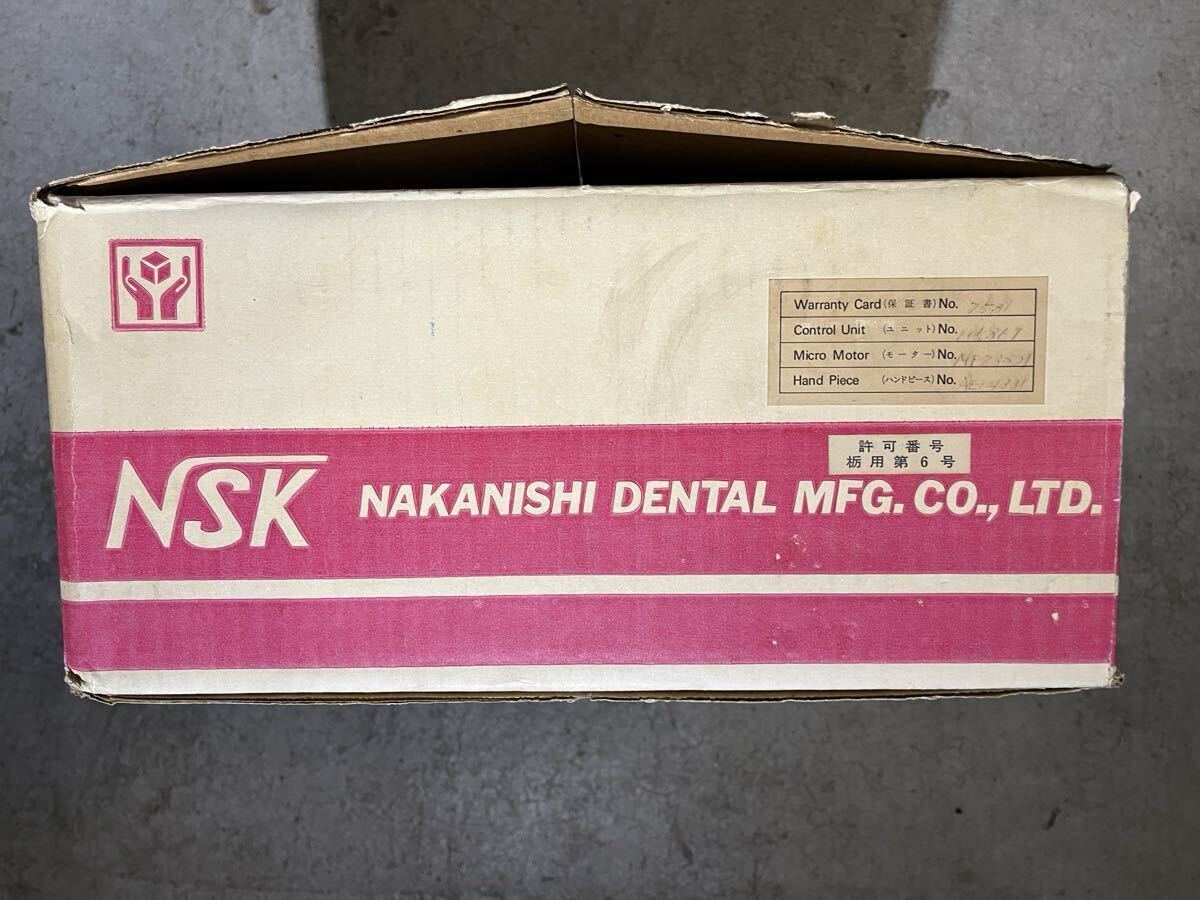 Warranty Card(保証書)No. 7531
Control Unit (ユニット)No.
Micro Motor (モーター)No.
Hand Piece (ハンドピース)No.
許可番号
栃用第6号
NSK NAKANISHI DENTAL MFG. CO., LTD.